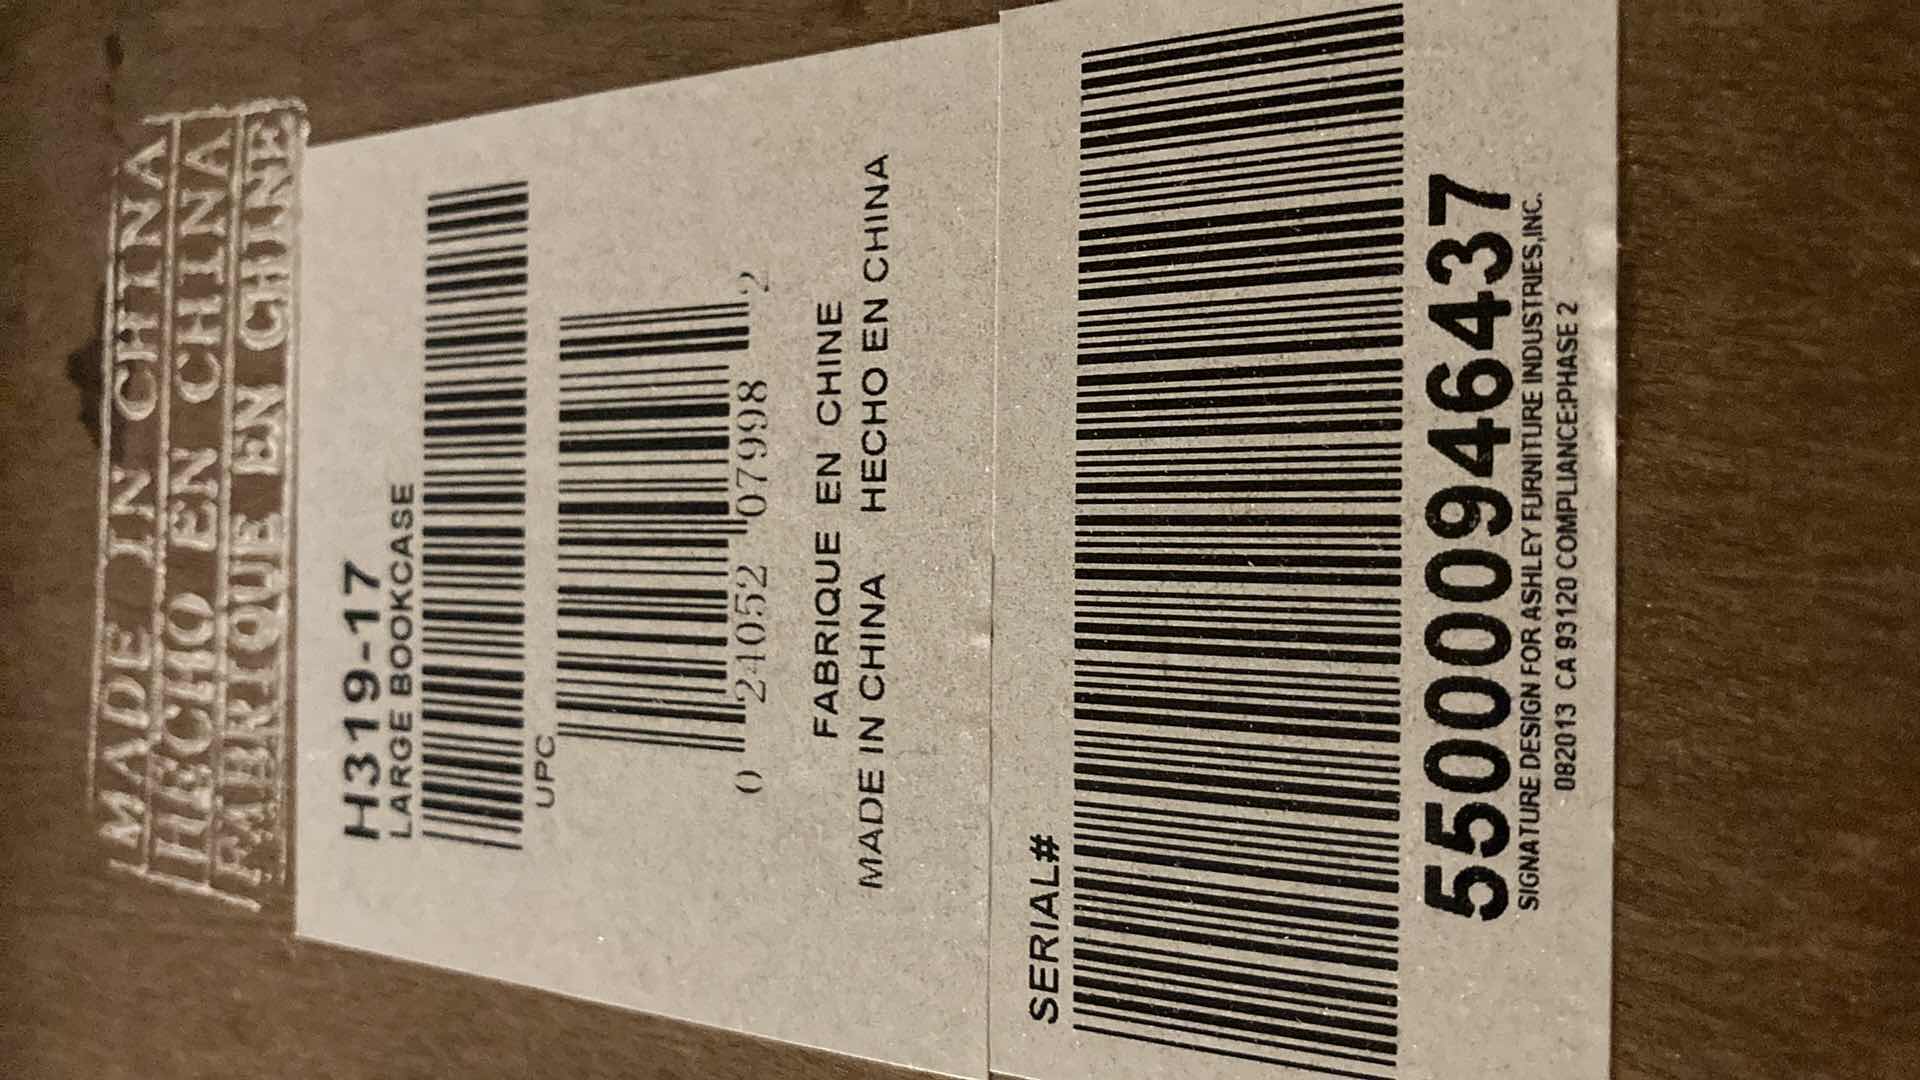 MADE IN CHINA
HECHO EN CHINA
FABRIQUE EN CHINE
H319-17
LARGE BOOKCASE
UPC
0 24052 07998 2
FABRIQUE EN CHINE
MADE IN CHINA HECHO EN CHINA
SERIAL#
550000946437
SIGNATURE DESIGN FOR ASHLEY FURNITURE INDUSTRIES,INC.
082013 CA 93120 COMPLIANCE:PHASE 2